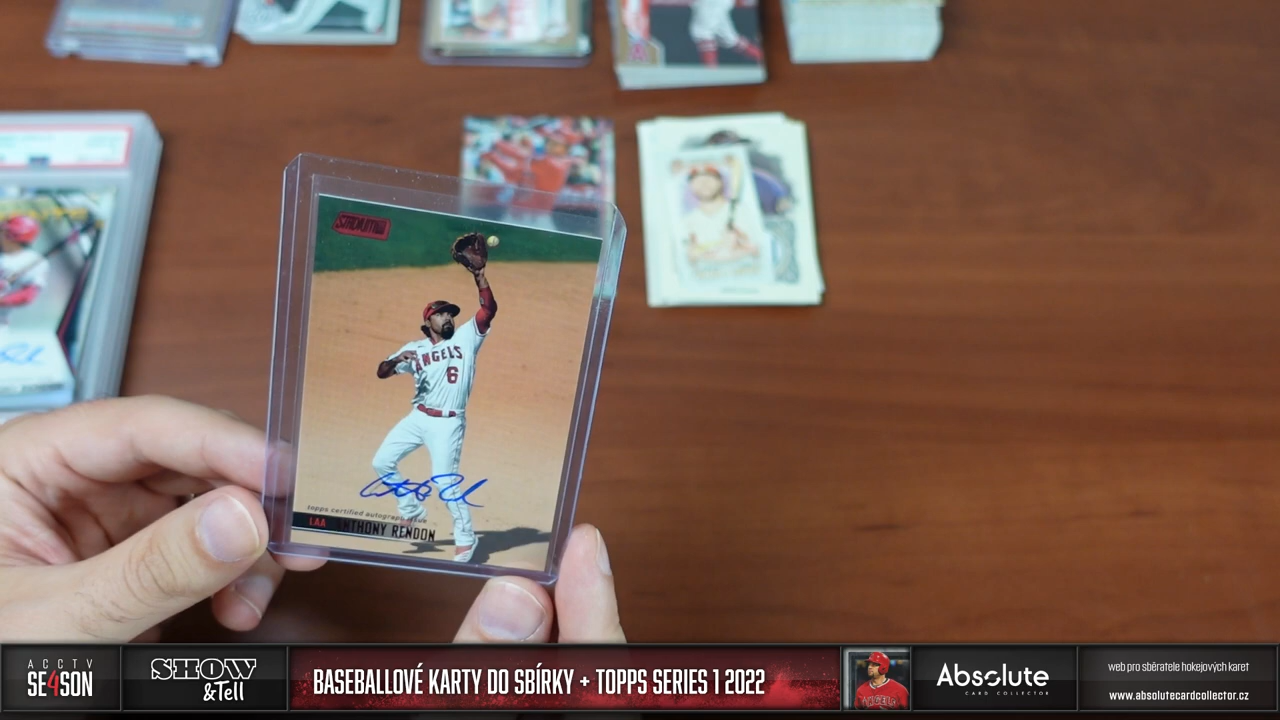 STADIUM
ANGELS
6
topps certified autograph issue
LAA ANTHONY RENDON
ACCTV
SE4SON
SHOW
&Tell
BASEBALLOVÉ KARTY DO SBÍRKY + TOPPS SERIES 1 2022
Absolute
CARD COLLECTOR
web pro sběratele hokejových karet
www.absolutecardcollector.cz